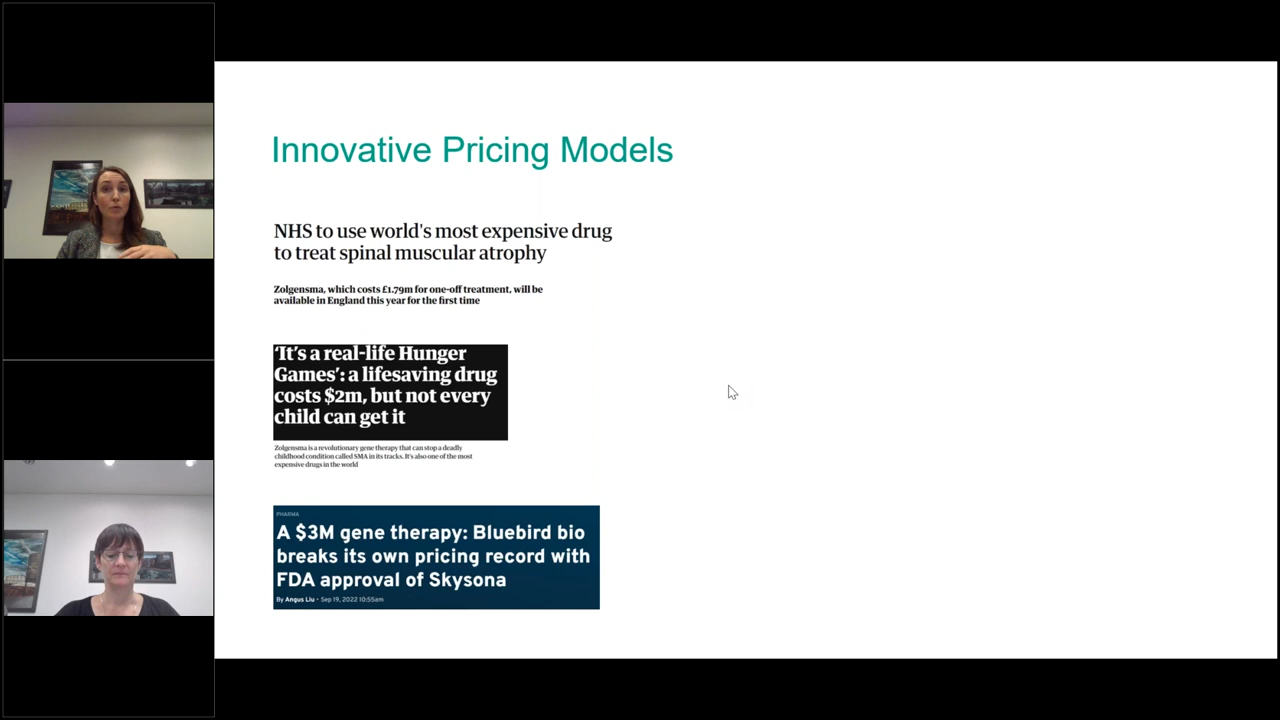 Innovative Pricing Models
NHS to use world's most expensive drug
to treat spinal muscular atrophy
Zolgensma, which costs £1.79m for one-off treatment, will be
available in England this year for the first time
‘It’s a real-life Hunger
Games’: a lifesaving drug
costs $2m, but not every
child can get it
Zolgensma is a revolutionary gene therapy that can stop a deadly
childhood condition called SMA in its tracks. It's also one of the most
expensive drugs in the world
PHARMA
A $3M gene therapy: Bluebird bio
breaks its own pricing record with
FDA approval of Skysona
By Angus Liu • Sep 19, 2022 10:55am